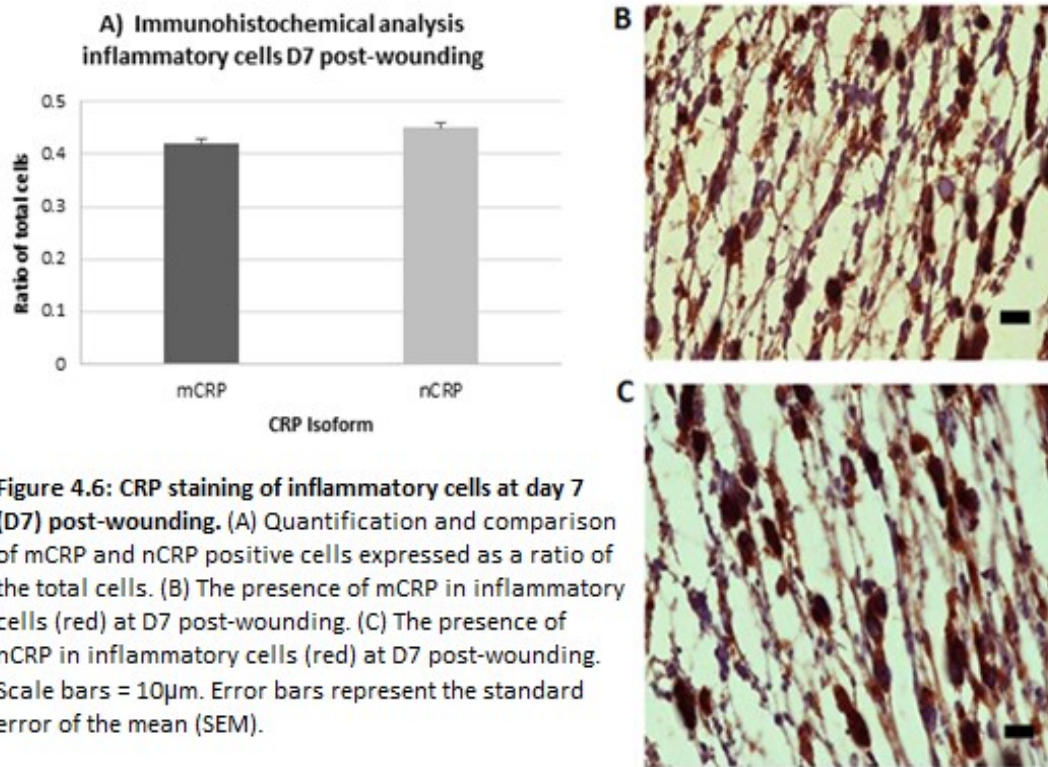 A) Immunohistochemical analysis
inflammatory cells D7 post-wounding
Ratio of total cells
0.5
0.4
0.3
0.2
0.1
0
mCRP
nCRP
CRP Isoform
B
C
Figure 4.6: CRP staining of inflammatory cells at day 7
(D7) post-wounding. (A) Quantification and comparison
of mCRP and nCRP positive cells expressed as a ratio of
the total cells. (B) The presence of mCRP in inflammatory
cells (red) at D7 post-wounding. (C) The presence of
nCRP in inflammatory cells (red) at D7 post-wounding.
Scale bars = 10µm. Error bars represent the standard
error of the mean (SEM).